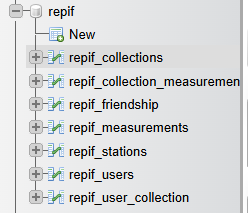 repif
New
repif_collections
repif_collection_measuremen
repif_friendship
repif_measurements
repif_stations
repif_users
repif_user_collection